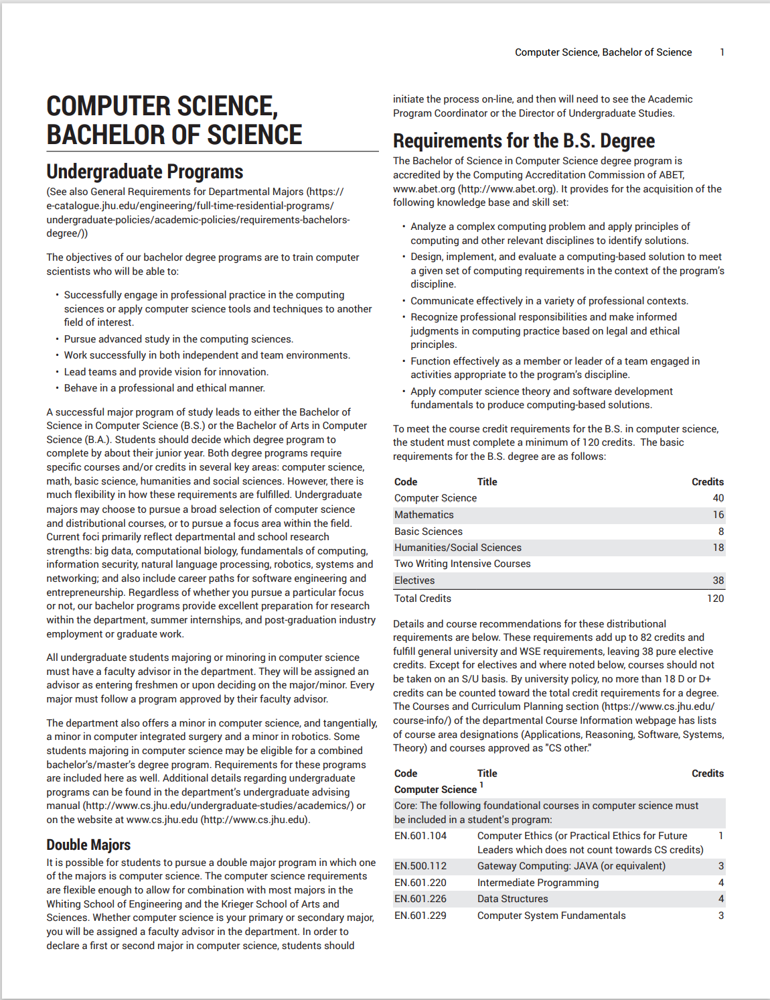 Computer Science, Bachelor of Science 1
COMPUTER SCIENCE,
BACHELOR OF SCIENCE
Undergraduate Programs
(See also General Requirements for Departmental Majors (https://
e-catalogue.jhu.edu/engineering/full-time-residential-programs/
undergraduate-policies/academic-policies/requirements-bachelors-
degree/))
The objectives of our bachelor degree programs are to train computer
scientists who will be able to:
• Successfully engage in professional practice in the computing
sciences or apply computer science tools and techniques to another
field of interest.
• Pursue advanced study in the computing sciences.
• Work successfully in both independent and team environments.
• Lead teams and provide vision for innovation.
• Behave in a professional and ethical manner.
A successful major program of study leads to either the Bachelor of
Science in Computer Science (B.S.) or the Bachelor of Arts in Computer
Science (B.A.). Students should decide which degree program to
complete by about their junior year. Both degree programs require
specific courses and/or credits in several key areas: computer science,
math, basic science, humanities and social sciences. However, there is
much flexibility in how these requirements are fulfilled. Undergraduate
majors may choose to pursue a broad selection of computer science
and distributional courses, or to pursue a focus area within the field.
Current foci primarily reflect departmental and school research
strengths: big data, computational biology, fundamentals of computing,
information security, natural language processing, robotics, systems and
networking; and also include career paths for software engineering and
entrepreneurship. Regardless of whether you pursue a particular focus
or not, our bachelor programs provide excellent preparation for research
within the department, summer internships, and post-graduation industry
employment or graduate work.
All undergraduate students majoring or minoring in computer science
must have a faculty advisor in the department. They will be assigned an
advisor as entering freshmen or upon deciding on the major/minor. Every
major must follow a program approved by their faculty advisor.
The department also offers a minor in computer science, and tangentially,
a minor in computer integrated surgery and a minor in robotics. Some
students majoring in computer science may be eligible for a combined
bachelor's/master's degree program. Requirements for these programs
are included here as well. Additional details regarding undergraduate
programs can be found in the department's undergraduate advising
manual (http://www.cs.jhu.edu/undergraduate-studies/academics/) or
on the website at www.cs.jhu.edu (http://www.cs.jhu.edu).
Double Majors
It is possible for students to pursue a double major program in which one
of the majors is computer science. The computer science requirements
are flexible enough to allow for combination with most majors in the
Whiting School of Engineering and the Krieger School of Arts and
Sciences. Whether computer science is your primary or secondary major,
you will be assigned a faculty advisor in the department. In order to
declare a first or second major in computer science, students should
initiate the process on-line, and then will need to see the Academic
Program Coordinator or the Director of Undergraduate Studies.
Requirements for the B.S. Degree
The Bachelor of Science in Computer Science degree program is
accredited by the Computing Accreditation Commission of ABET,
www.abet.org (http://www.abet.org). It provides for the acquisition of the
following knowledge base and skill set:
• Analyze a complex computing problem and apply principles of
computing and other relevant disciplines to identify solutions.
• Design, implement, and evaluate a computing-based solution to meet
a given set of computing requirements in the context of the program's
discipline.
• Communicate effectively in a variety of professional contexts.
• Recognize professional responsibilities and make informed
judgments in computing practice based on legal and ethical
principles.
• Function effectively as a member or leader of a team engaged in
activities appropriate to the program's discipline.
• Apply computer science theory and software development
fundamentals to produce computing-based solutions.
To meet the course credit requirements for the B.S. in computer science,
the student must complete a minimum of 120 credits. The basic
requirements for the B.S. degree are as follows:
Code Title Credits
Computer Science 40
Mathematics 16
Basic Sciences 8
Humanities/Social Sciences 18
Two Writing Intensive Courses
Electives 38
Total Credits 120
Details and course recommendations for these distributional
requirements are below. These requirements add up to 82 credits and
fulfill general university and WSE requirements, leaving 38 pure elective
credits. Except for electives and where noted below, courses should not
be taken on an S/U basis. By university policy, no more than 18 D or D+
credits can be counted toward the total credit requirements for a degree.
The Courses and Curriculum Planning section (https://www.cs.jhu.edu/
course-info/) of the departmental Course Information webpage has lists
of course area designations (Applications, Reasoning, Software, Systems,
Theory) and courses approved as "CS other."
Code Title Credits
Computer Science 1
Core: The following foundational courses in computer science must
be included in a student's program:
EN.601.104 Computer Ethics (or Practical Ethics for Future 1
Leaders which does not count towards CS credits)
EN.500.112 Gateway Computing: JAVA (or equivalent) 3
EN.601.220 Intermediate Programming 4
EN.601.226 Data Structures 4
EN.601.229 Computer System Fundamentals 3